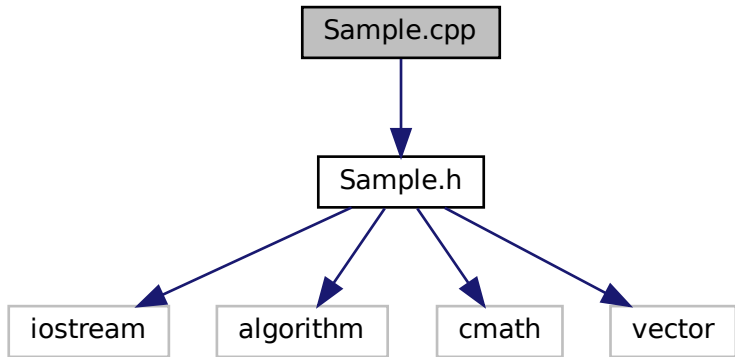 Sample.cpp
Sample.h
iostream
algorithm
cmath
vector